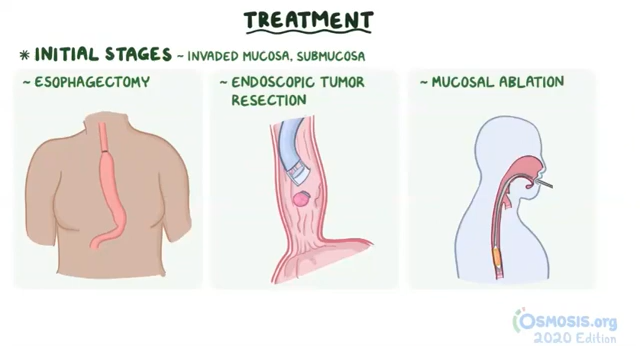 TREATMENT
* INITIAL STAGES ~ INVADED MUCOSA, SUBMUCOSA
~ ESOPHAGECTOMY
~ ENDOSCOPIC TUMOR
RESECTION
~ MUCOSAL ABLATION
OSMOSIS.org
2020 Edition